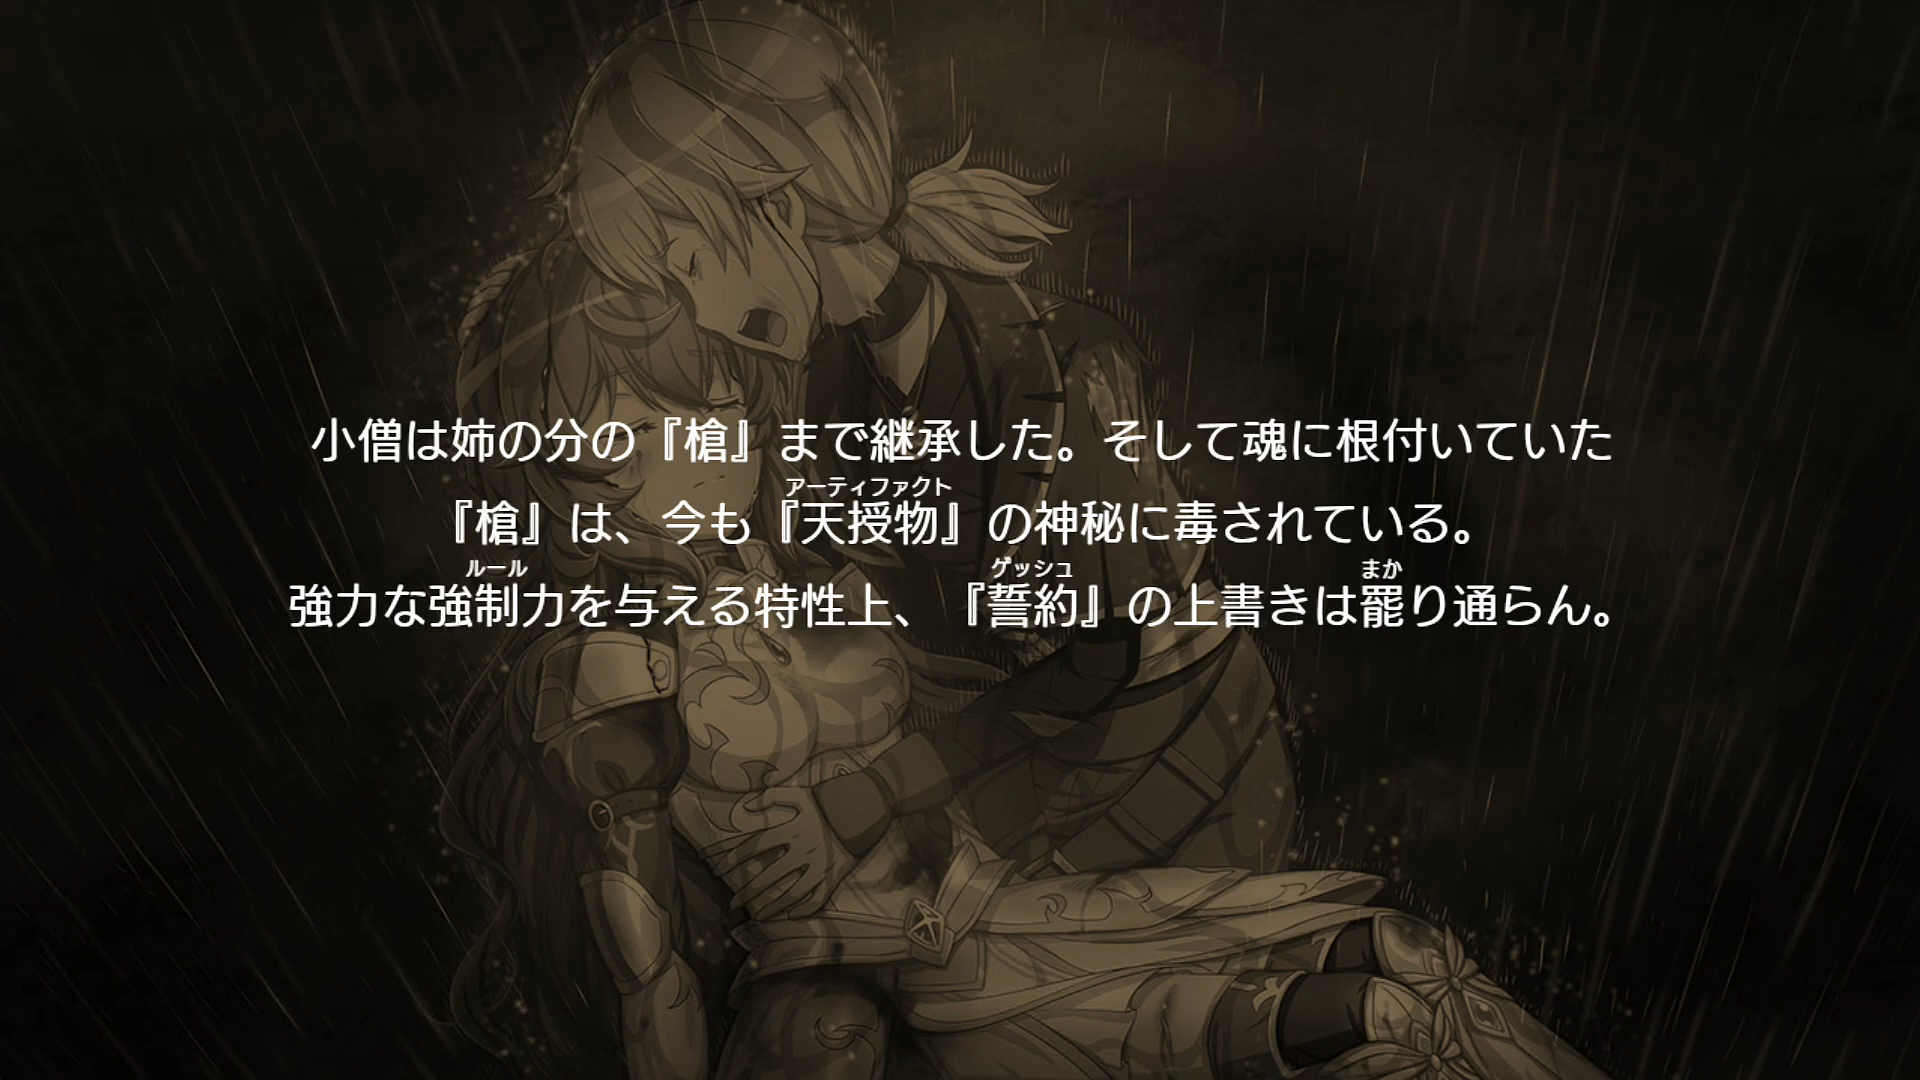 小僧は姉の分の『槍』まで継承した。そして魂に根付いていた
アーティファクト
『槍』は、今も『天授物』の神秘に毒されている。
ルール ゲッシュ まか
強力な強制力を与える特性上、『誓約』の上書きは罷り通らん。